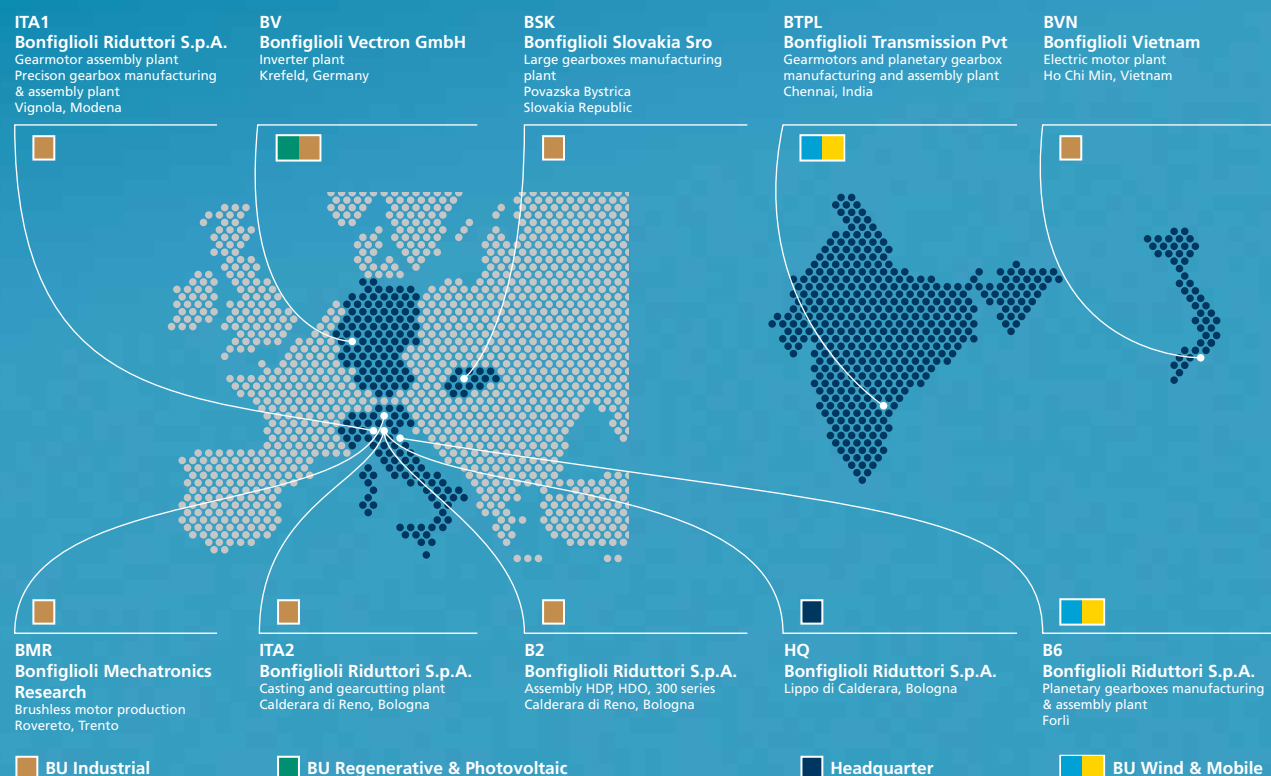 ITA1
Bonfiglioli Riduttori S.p.A.
Gearmotor assembly plant
Precison gearbox manufacturing
& assembly plant
Vignola, Modena
BV
Bonfiglioli Vectron GmbH
Inverter plant
Krefeld, Germany
BSK
Bonfiglioli Slovakia Sro
Large gearboxes manufacturing
plant
Povazska Bystrica
Slovakia Republic
BTPL
Bonfiglioli Transmission Pvt
Gearmotors and planetary gearbox
manufacturing and assembly plant
Chennai, India
BVN
Bonfiglioli Vietnam
Electric motor plant
Ho Chi Min, Vietnam
BMR
Bonfiglioli Mechatronics
Research
Brushless motor production
Rovereto, Trento
ITA2
Bonfiglioli Riduttori S.p.A.
Casting and gearcutting plant
Calderara di Reno, Bologna
B2
Bonfiglioli Riduttori S.p.A.
Assembly HDP, HDO, 300 series
Calderara di Reno, Bologna
HQ
Bonfiglioli Riduttori S.p.A.
Lippo di Calderara, Bologna
B6
Bonfiglioli Riduttori S.p.A.
Planetary gearboxes manufacturing
& assembly plant
Forlì
BU Industrial
BU Regenerative & Photovoltaic
Headquarter
BU Wind & Mobile